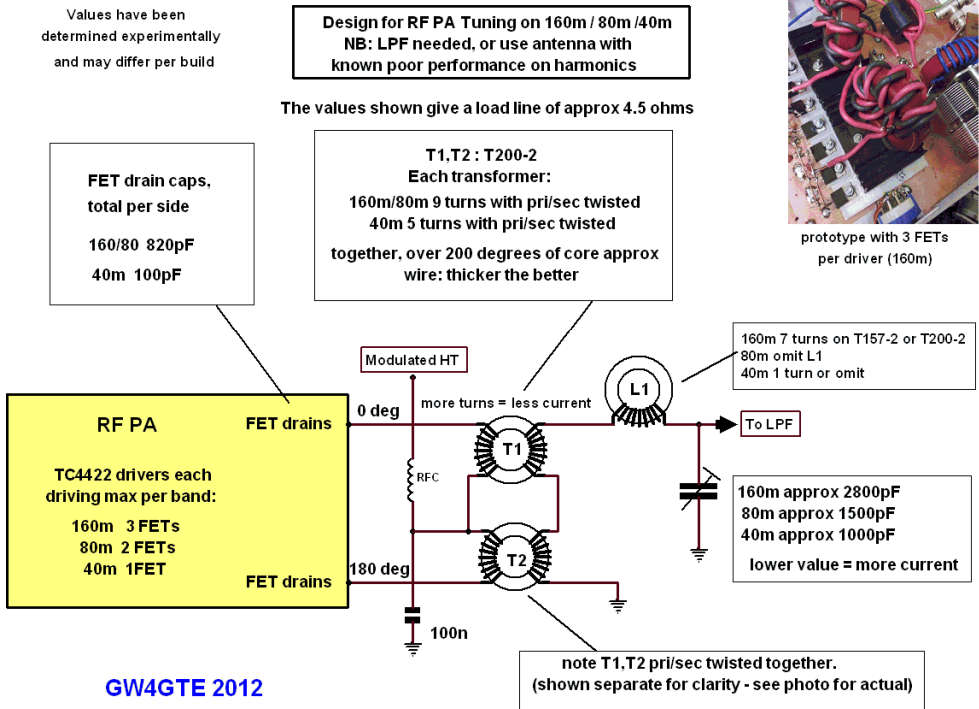 Values have been
determined experimentally
and may differ per build
Design for RF PA Tuning on 160m / 80m /40m
NB: LPF needed, or use antenna with
known poor performance on harmonics
The values shown give a load line of approx 4.5 ohms
prototype with 3 FETs
per driver (160m)
FET drain caps,
total per side
160/80 820pF
40m 100pF
T1,T2 : T200-2
Each transformer:
160m/80m 9 turns with pri/sec twisted
40m 5 turns with pri/sec twisted
together, over 200 degrees of core approx
wire: thicker the better
160m 7 turns on T157-2 or T200-2
80m omit L1
40m 1 turn or omit
Modulated HT
L1
RF PA
FET drains
0 deg
more turns = less current
T1
To LPF
RFC
TC4422 drivers each
driving max per band:
160m 3 FETs
80m 2 FETs
40m 1FET
160m approx 2800pF
80m approx 1500pF
40m approx 1000pF
lower value = more current
FET drains
180 deg
T2
100n
note T1,T2 pri/sec twisted together.
(shown separate for clarity - see photo for actual)
GW4GTE 2012